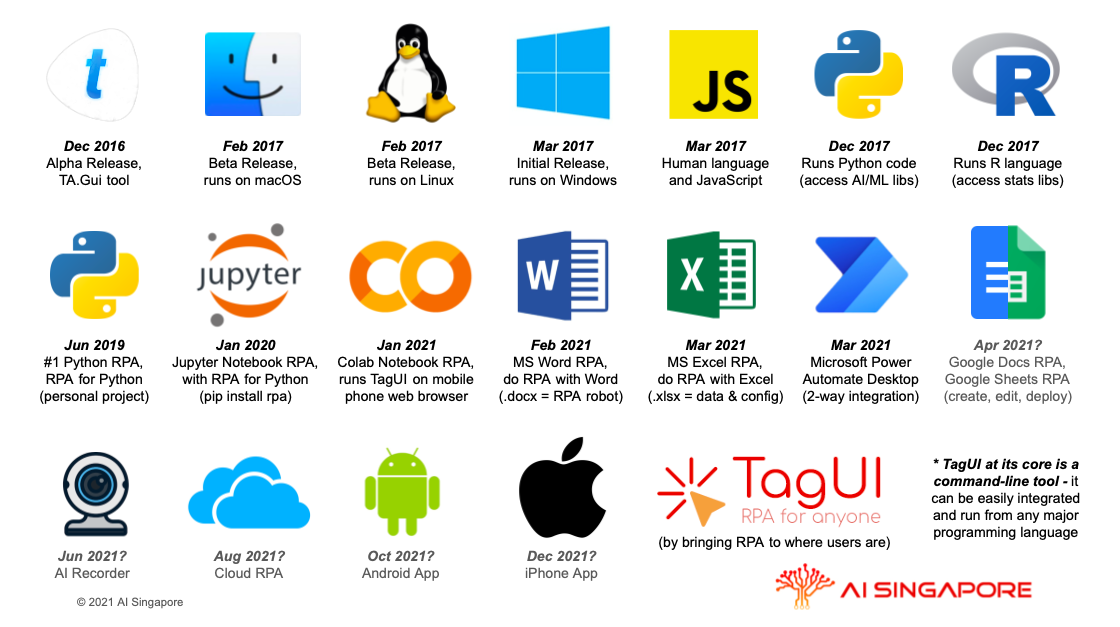 t
JS
R
Dec 2016
Alpha Release,
TA.Gui tool
Feb 2017
Beta Release,
runs on macOS
Feb 2017
Beta Release,
runs on Linux
Mar 2017
Initial Release,
runs on Windows
Mar 2017
Human language
and JavaScript
Dec 2017
Runs Python code
(access AI/ML libs)
Dec 2017
Runs R language
(access stats libs)
jupyter
W
X
Jun 2019
#1 Python RPA,
RPA for Python
(personal project)
Jan 2020
Jupyter Notebook RPA,
with RPA for Python
(pip install rpa)
Jan 2021
Colab Notebook RPA,
runs TagUI on mobile
phone web browser
Feb 2021
MS Word RPA,
do RPA with Word
(.docx = RPA robot)
Mar 2021
MS Excel RPA,
do RPA with Excel
(.xlsx = data & config)
Mar 2021
Microsoft Power
Automate Desktop
(2-way integration)
Apr 2021?
Google Docs RPA,
Google Sheets RPA
(create, edit, deploy)
Jun 2021?
AI Recorder
Aug 2021?
Cloud RPA
Oct 2021?
Android App
Dec 2021?
iPhone App
TagUI
RPA for anyone
(by bringing RPA to where users are)
* TagUI at its core is a
command-line tool - it
can be easily integrated
and run from any major
programming language
© 2021 AI Singapore
AI SINGAPORE